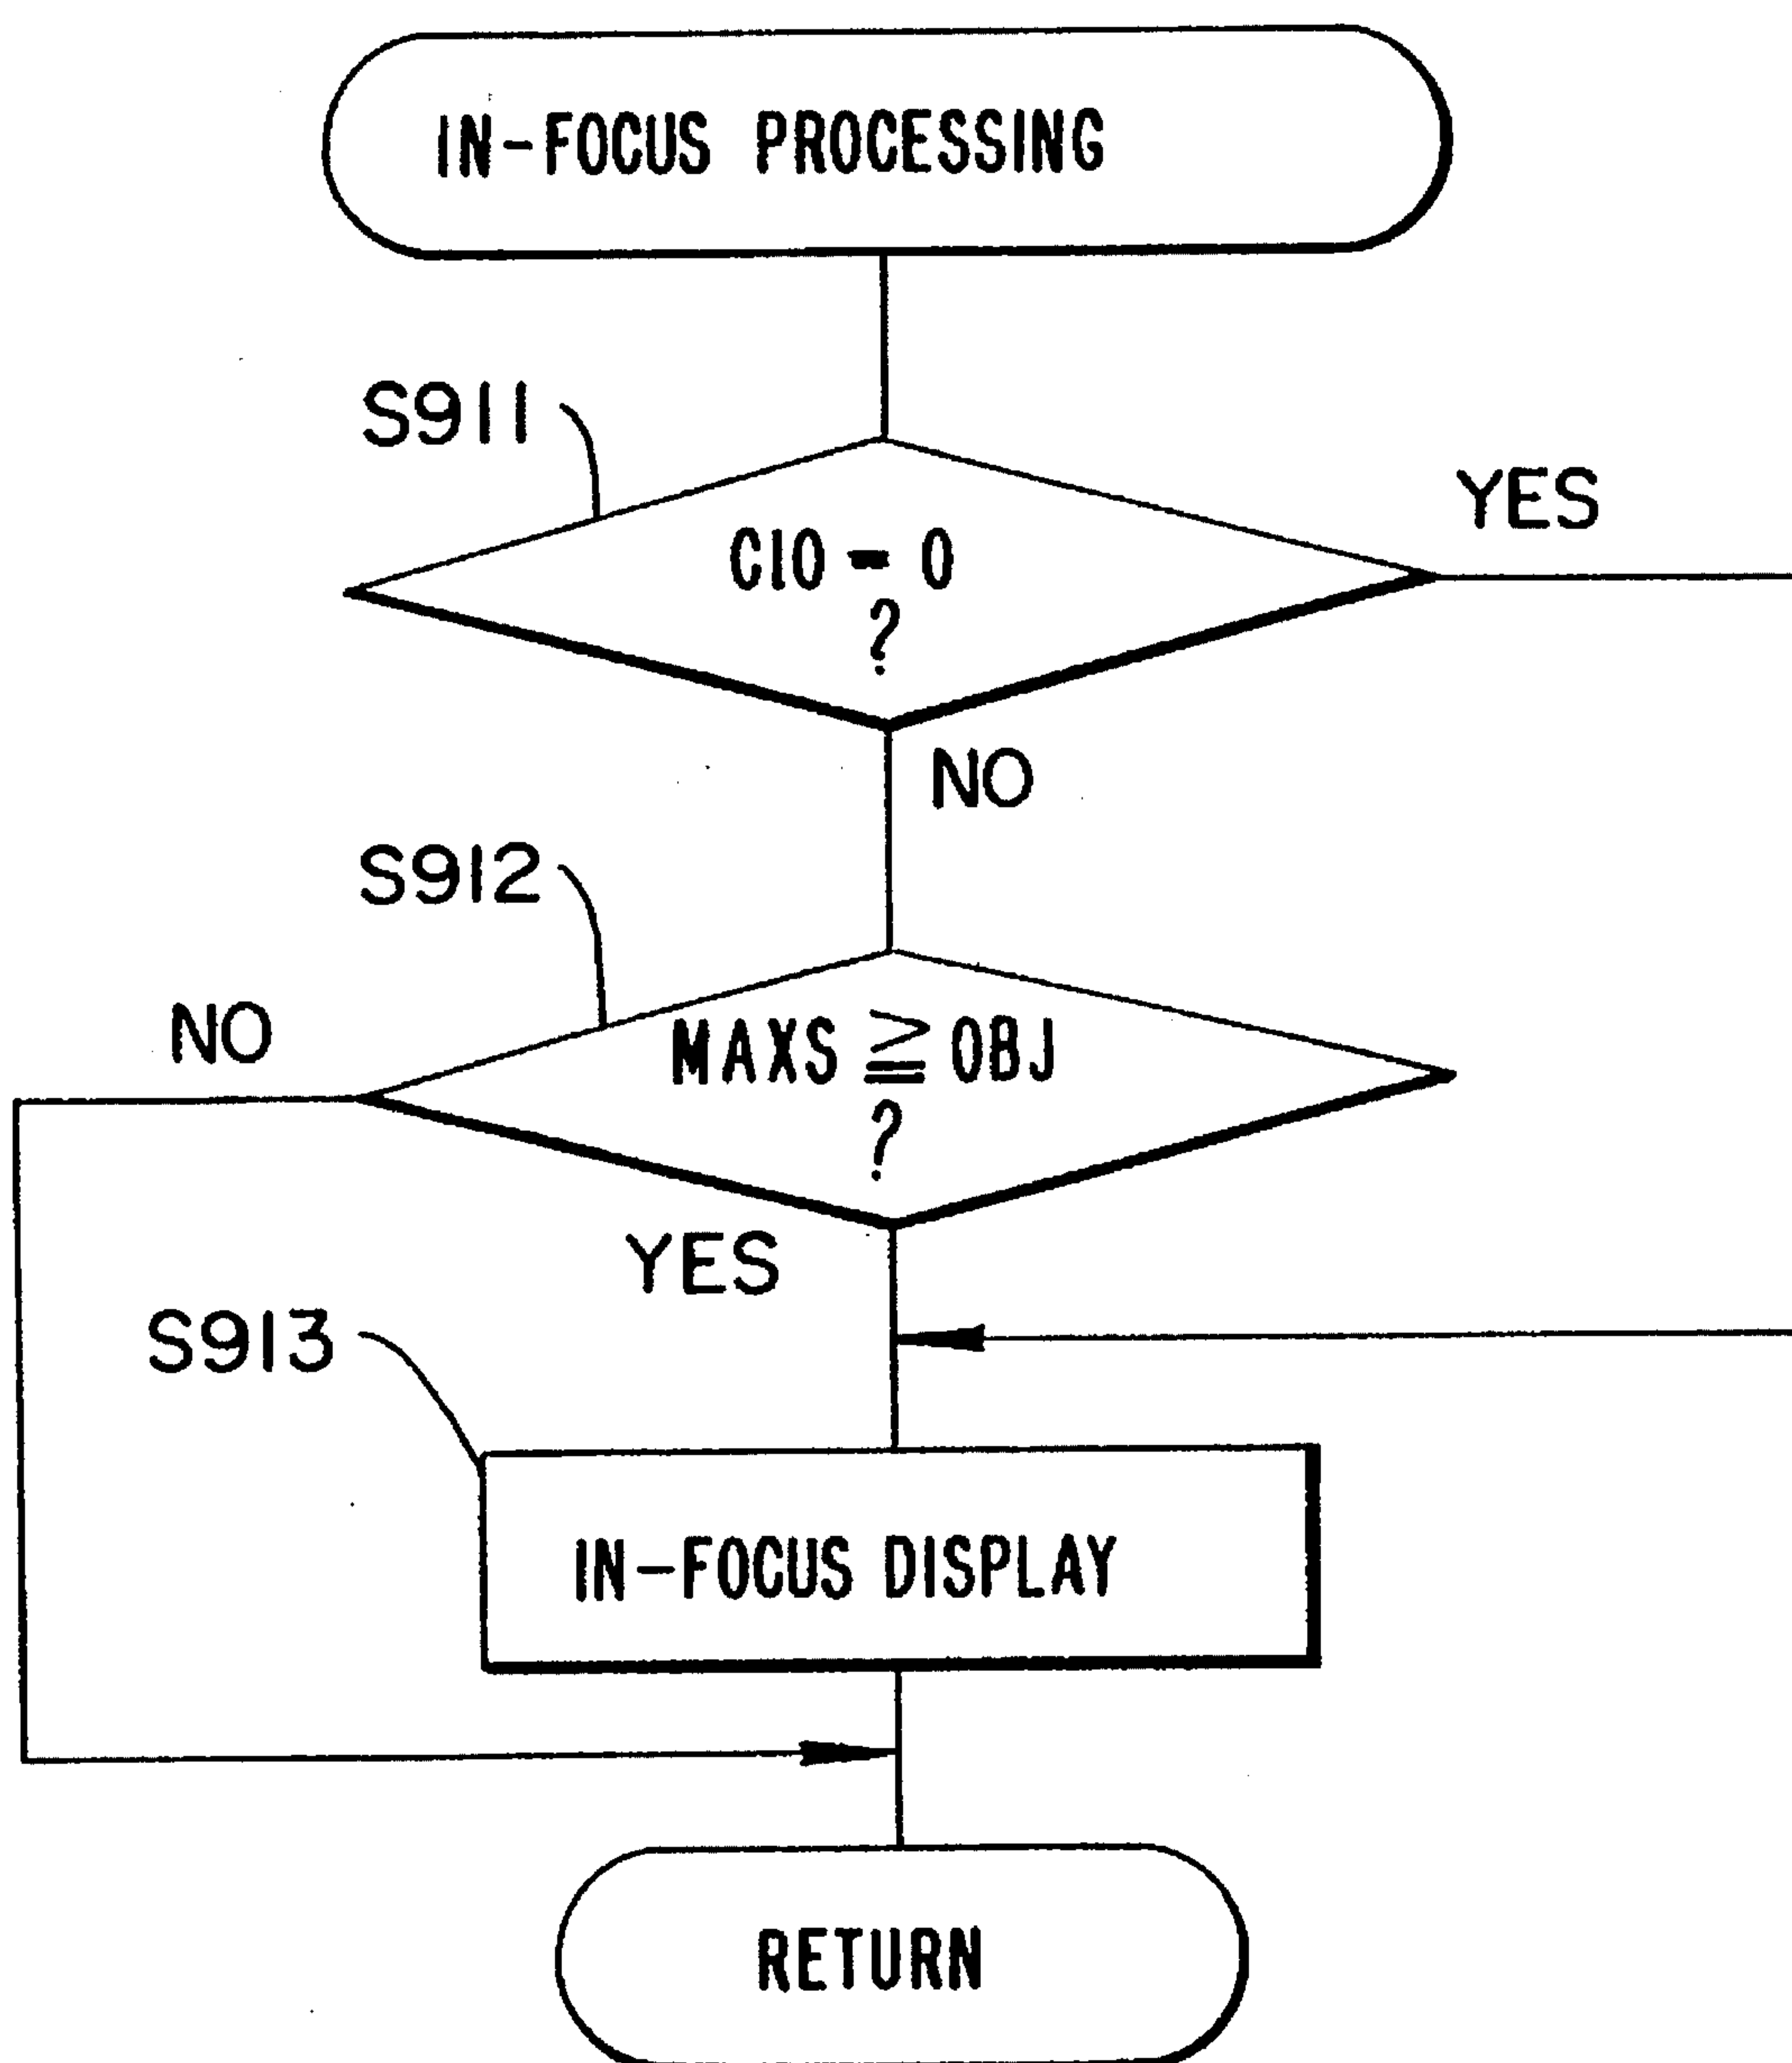 IN-FOCUS PROCESSING
S911
YES
C10 = 0
?
NO
S912
NO
MAXS ≧ OBJ
?
YES
S913
IN-FOCUS DISPLAY
RETURN